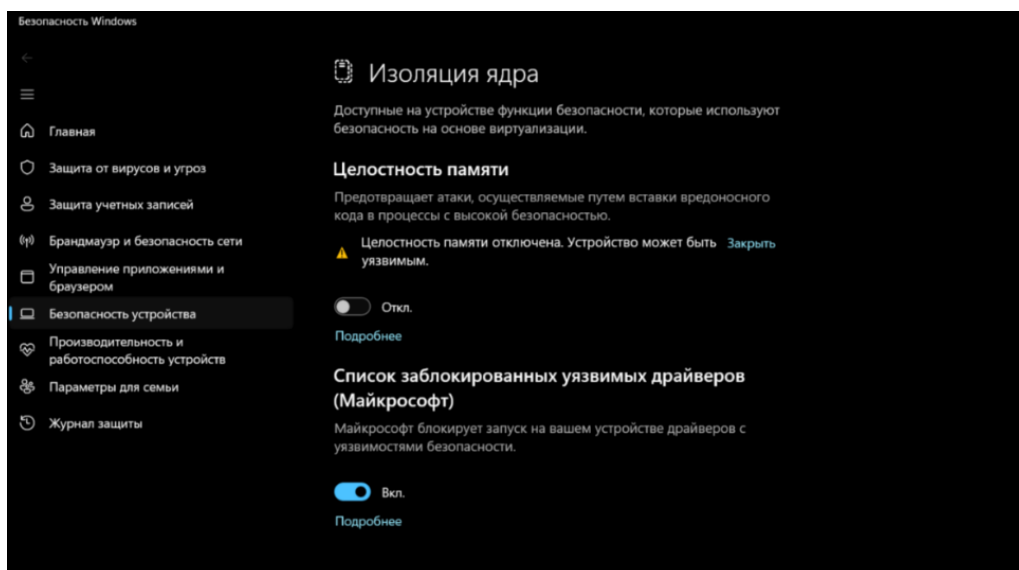 Безопасность Windows
Главная
Защита от вирусов и угроз
Защита учетных записей
Брандмауэр и безопасность сети
Управление приложениями и
браузером
Безопасность устройства
Производительность и
работоспособность устройств
Параметры для семьи
Журнал защиты
Изоляция ядра
Доступные на устройстве функции безопасности, которые используют
безопасность на основе виртуализации.
Целостность памяти
Предотвращает атаки, осуществляемые путем вставки вредоносного
кода в процессы с высокой безопасностью.
Целостность памяти отключена. Устройство может быть Закрыть
уязвимым.
Откл.
Подробнее
Список заблокированных уязвимых драйверов
(Майкрософт)
Майкрософт блокирует запуск на вашем устройстве драйверов с
уязвимостями безопасности.
Вкл.
Подробнее